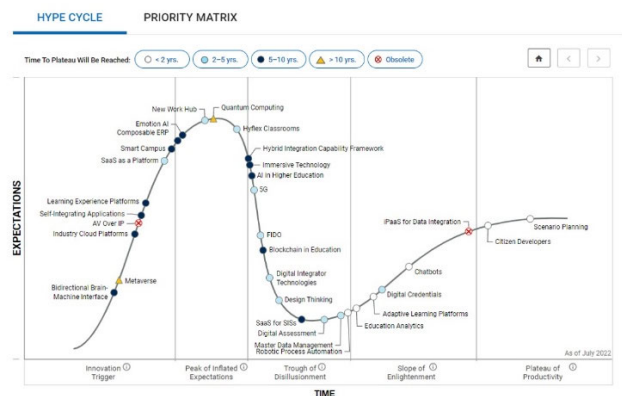 HYPE CYCLE
PRIORITY MATRIX
Time To Plateau Will Be Reached:
< 2 yrs.
2–5 yrs.
5–10 yrs.
> 10 yrs.
Obsolete
New Work Hub
Quantum Computing
Emotion AI
Composable ERP
Hyflex Classrooms
Smart Campus
Hybrid Integration Capability Framework
SaaS as a Platform
Immersive Technology
AI in Higher Education
5G
Learning Experience Platforms
Self-Integrating Applications
AV Over IP
Industry Cloud Platforms
iPaaS for Data Integration
Scenario Planning
Citizen Developers
FIDO
Blockchain in Education
Metaverse
Bidirectional Brain-
Machine Interface
Digital Integrator
Technologies
Chatbots
Design Thinking
Digital Credentials
SaaS for SISs
Adaptive Learning Platforms
Digital Assessment
Education Analytics
Master Data Management
Robotic Process Automation
As of July 2022
EXPECTATIONS
Innovation
Trigger
Peak of Inflated
Expectations
Trough of
Disillusionment
Slope of
Enlightenment
Plateau of
Productivity
TIME